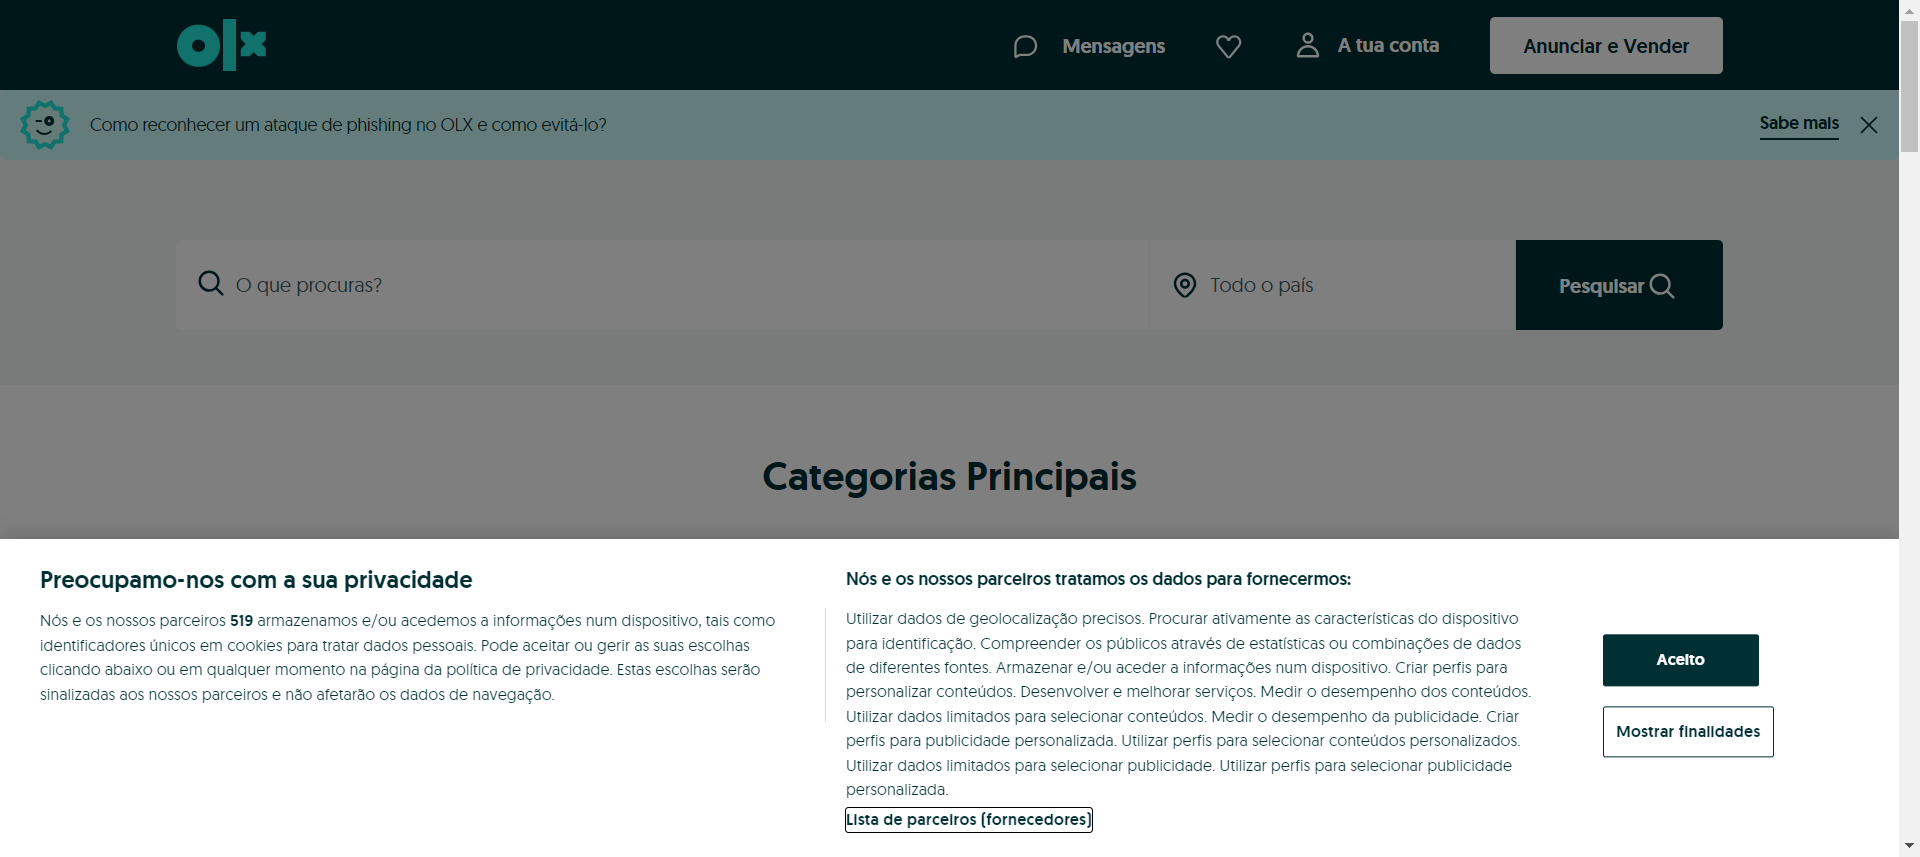 olx
Mensagens
A tua conta
Anunciar e Vender
Como reconhecer um ataque de phishing no OLX e como evitá-lo?
Sabe mais
O que procuras?
Todo o país
Pesquisar
Categorias Principais
Preocupamo-nos com a sua privacidade
Nós e os nossos parceiros 519 armazenamos e/ou acedemos a informações num dispositivo, tais como
identificadores únicos em cookies para tratar dados pessoais. Pode aceitar ou gerir as suas escolhas
clicando abaixo ou em qualquer momento na página da política de privacidade. Estas escolhas serão
sinalizadas aos nossos parceiros e não afetarão os dados de navegação.
Nós e os nossos parceiros tratamos os dados para fornecermos:
Utilizar dados de geolocalização precisos. Procurar ativamente as características do dispositivo
para identificação. Compreender os públicos através de estatísticas ou combinações de dados
de diferentes fontes. Armazenar e/ou aceder a informações num dispositivo. Criar perfis para
personalizar conteúdos. Desenvolver e melhorar serviços. Medir o desempenho dos conteúdos.
Utilizar dados limitados para selecionar conteúdos. Medir o desempenho da publicidade. Criar
perfis para publicidade personalizada. Utilizar perfis para selecionar conteúdos personalizados.
Utilizar dados limitados para selecionar publicidade. Utilizar perfis para selecionar publicidade
personalizada.
Lista de parceiros (fornecedores)
Aceito
Mostrar finalidades